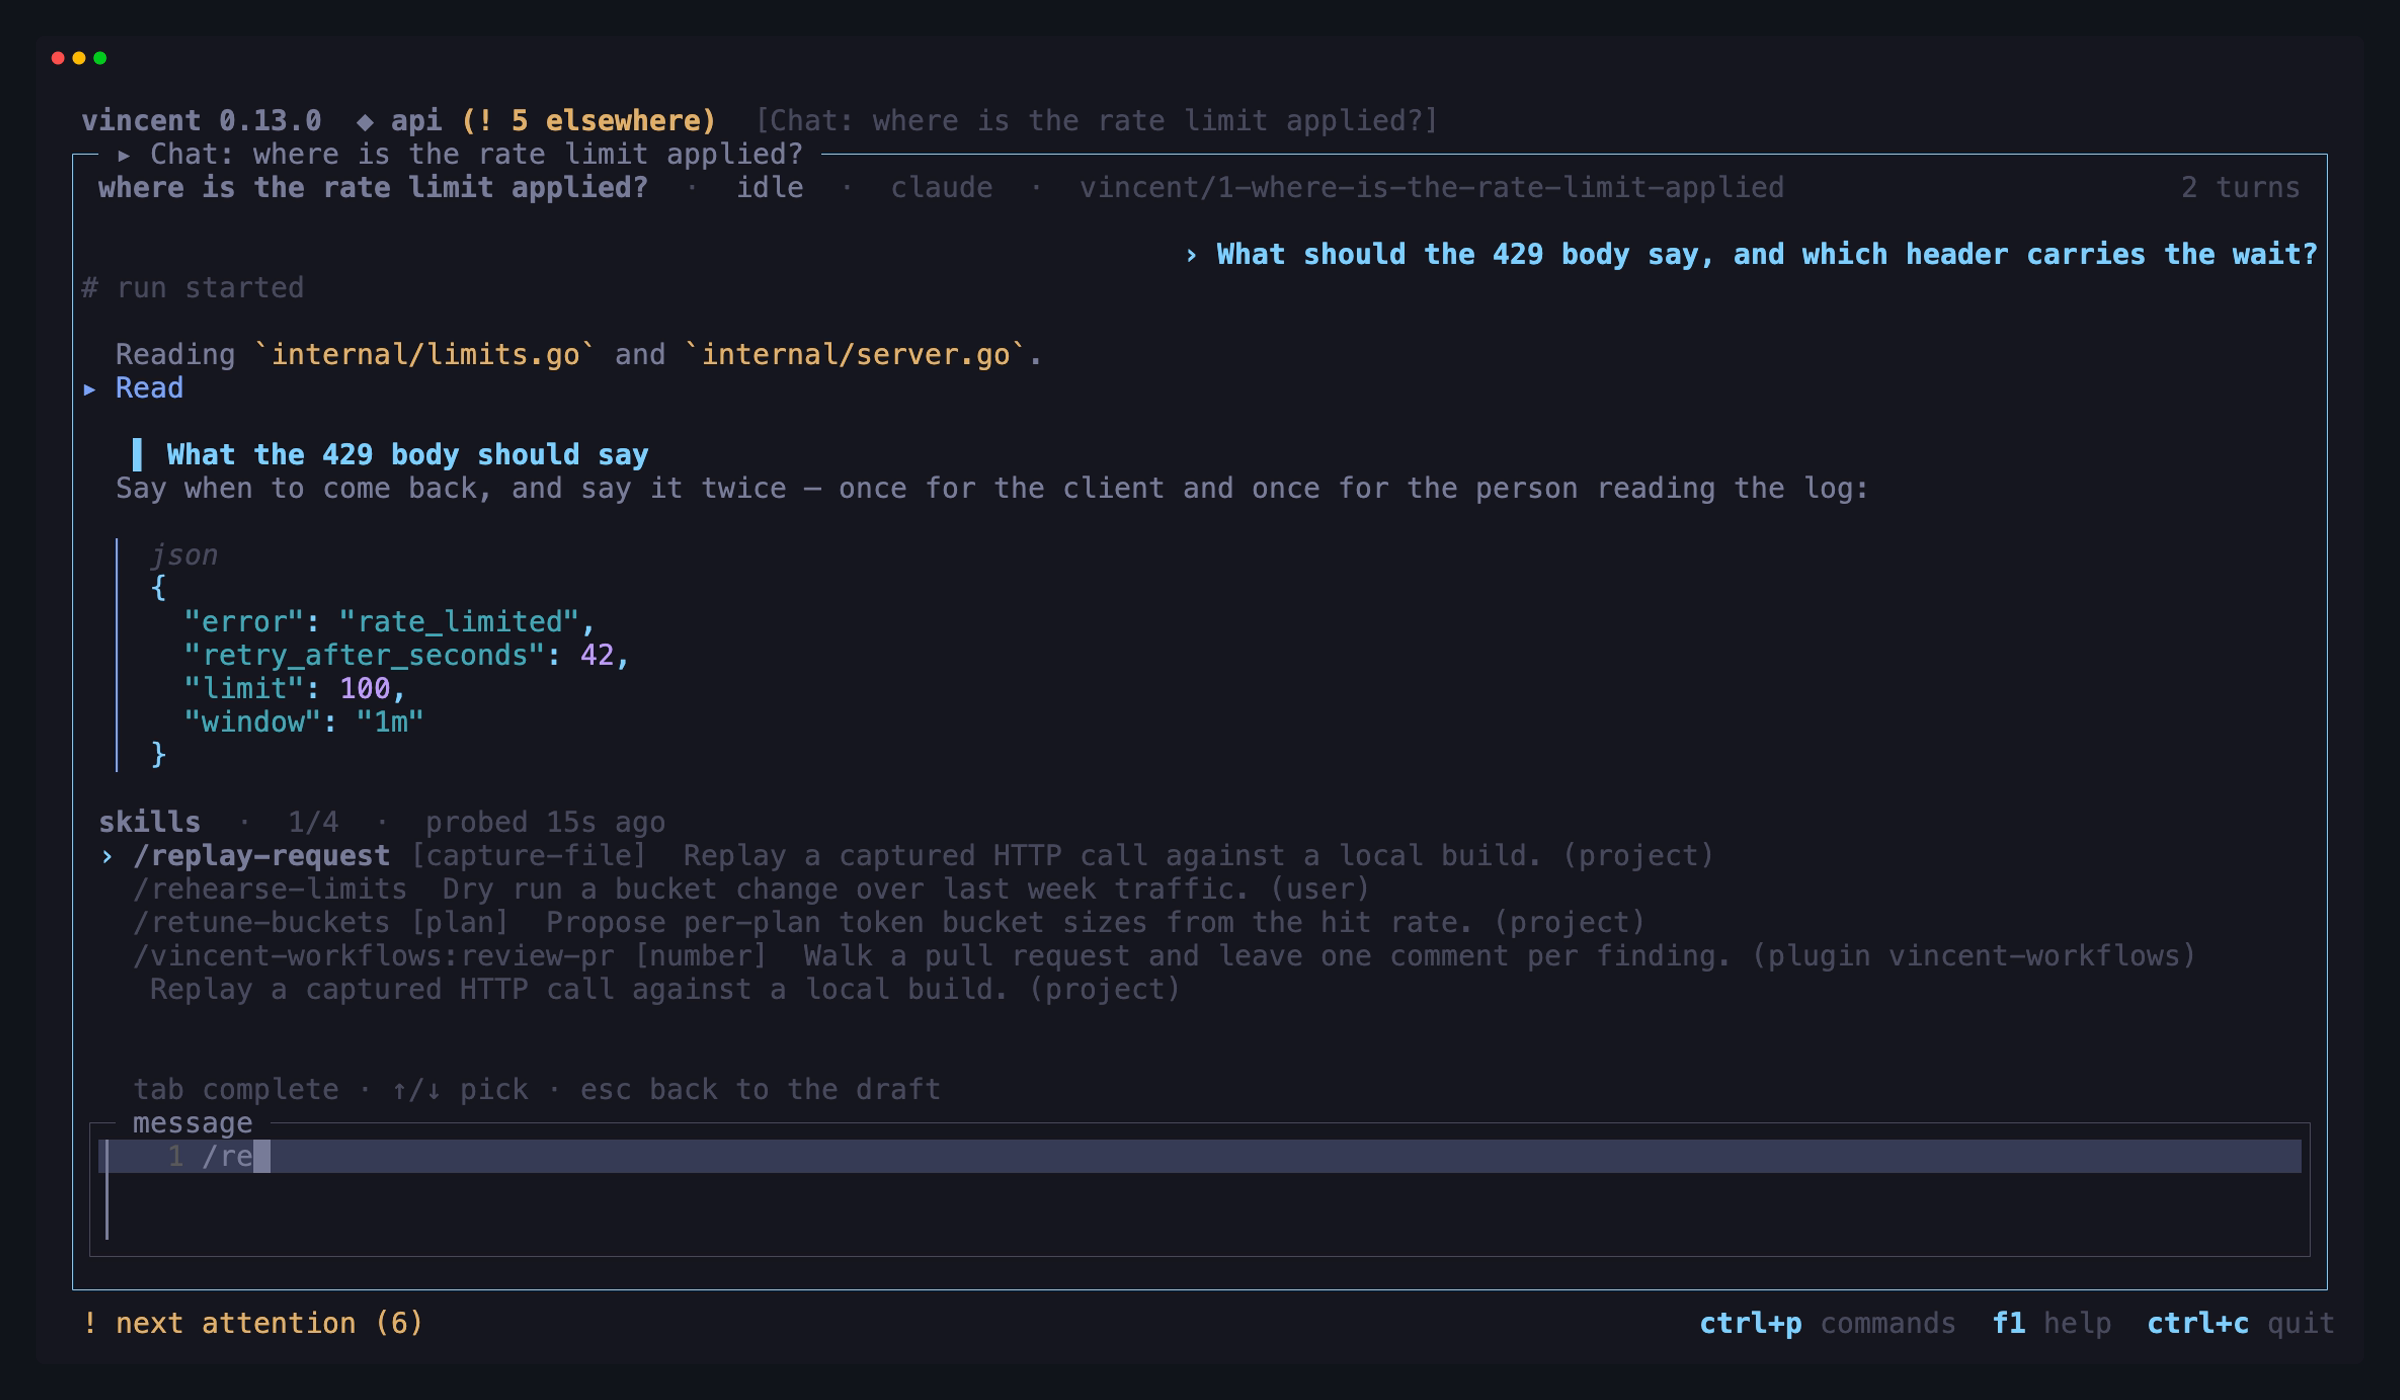 vincent 0.13.0 ◆ api (! 5 elsewhere) [Chat: where is the rate limit applied?]
▸ Chat: where is the rate limit applied?
where is the rate limit applied? · idle · claude · vincent/1-where-is-the-rate-limit-applied 2 turns
› What should the 429 body say, and which header carries the wait?
# run started
Reading `internal/limits.go` and `internal/server.go`.
▸ Read
What the 429 body should say
Say when to come back, and say it twice — once for the client and once for the person reading the log:
json
{
"error": "rate_limited",
"retry_after_seconds": 42,
"limit": 100,
"window": "1m"
}
skills · 1/4 · probed 15s ago
› /replay-request [capture-file] Replay a captured HTTP call against a local build. (project)
/rehearse-limits Dry run a bucket change over last week traffic. (user)
/retune-buckets [plan] Propose per-plan token bucket sizes from the hit rate. (project)
/vincent-workflows:review-pr [number] Walk a pull request and leave one comment per finding. (plugin vincent-workflows)
Replay a captured HTTP call against a local build. (project)
tab complete · ↑/↓ pick · esc back to the draft
message
1 /re
! next attention (6) ctrl+p commands f1 help ctrl+c quit